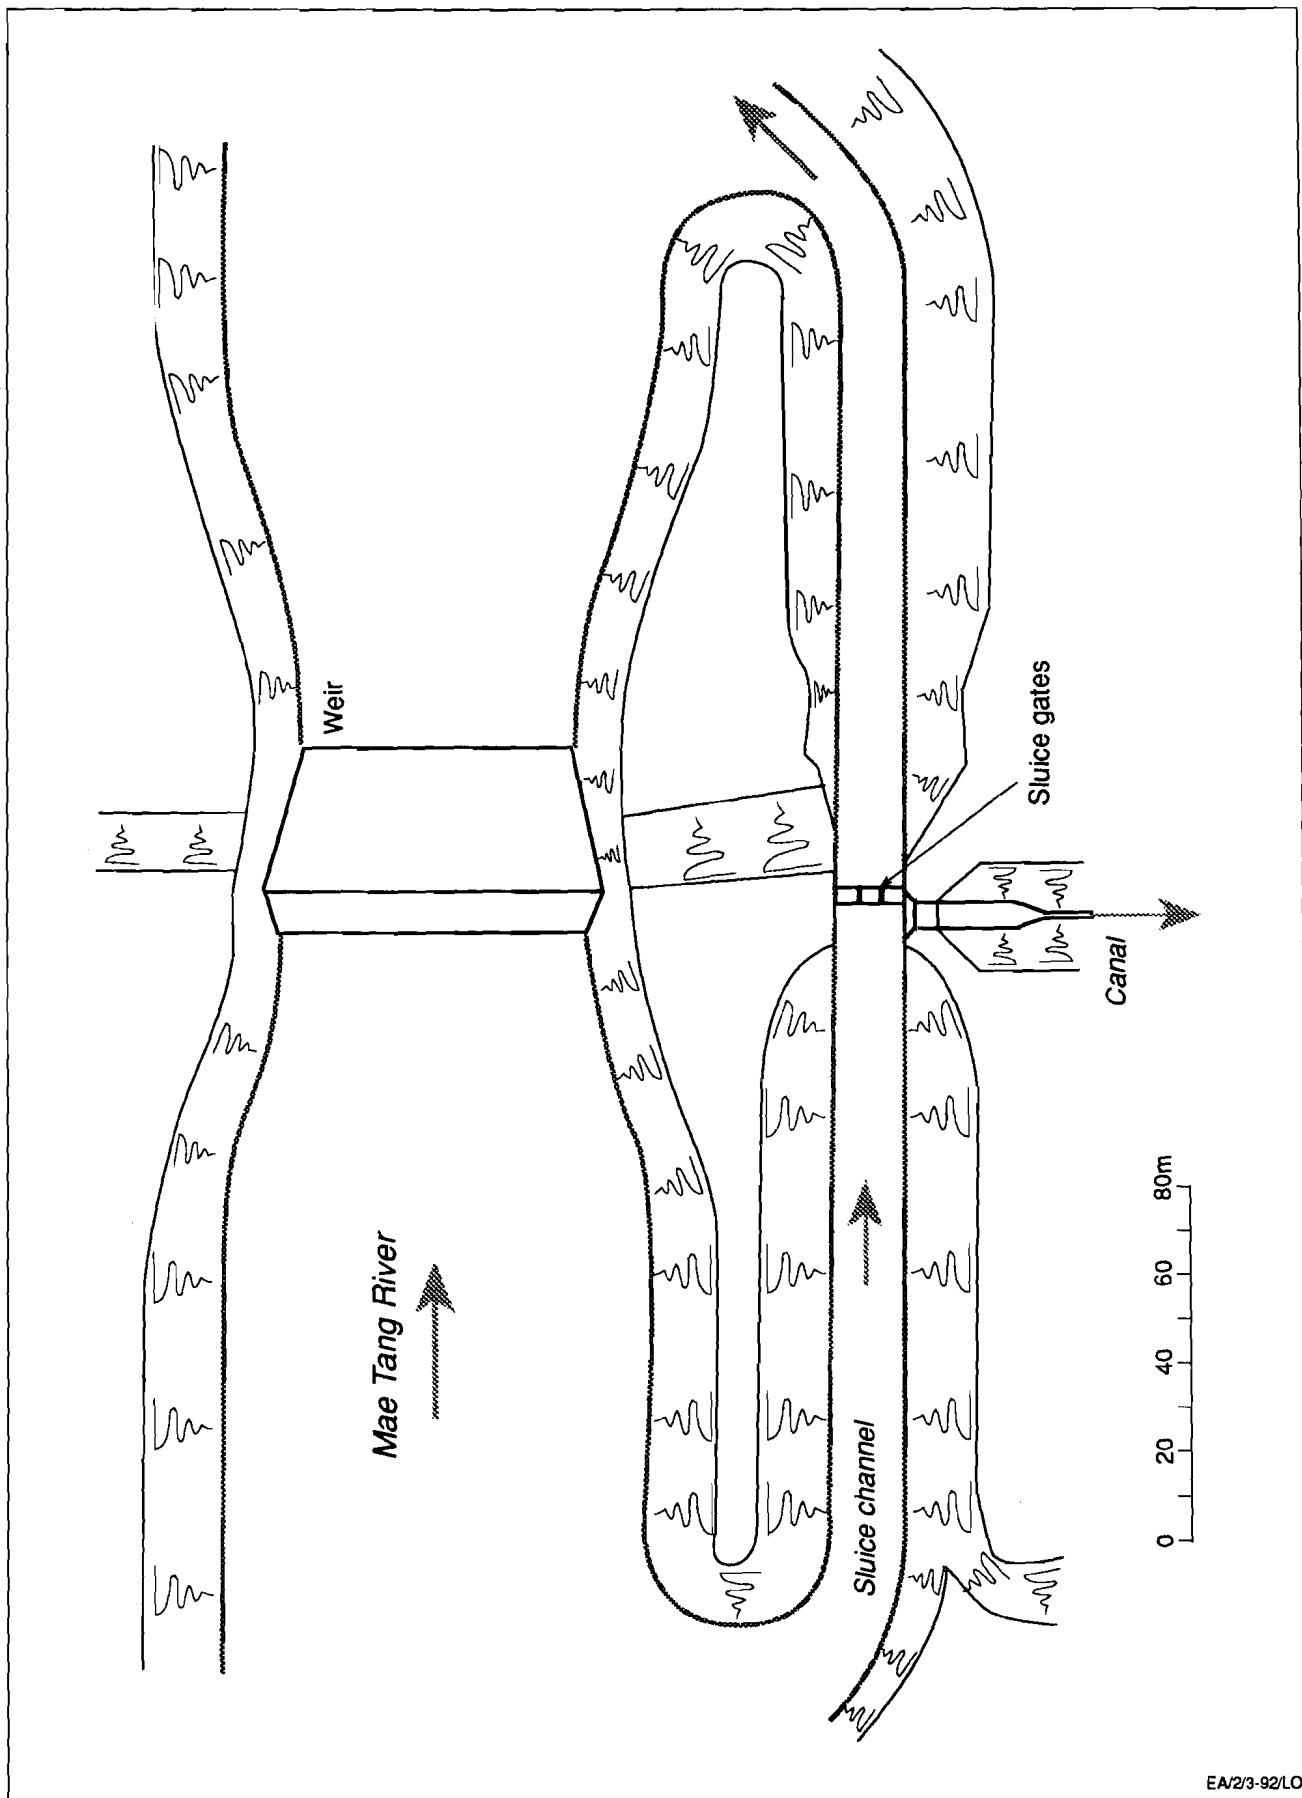 Mae Tang River
Weir
Sluice channel
Sluice gates
Canal
0 20 40 60 80m
EA/2/3-92/LO